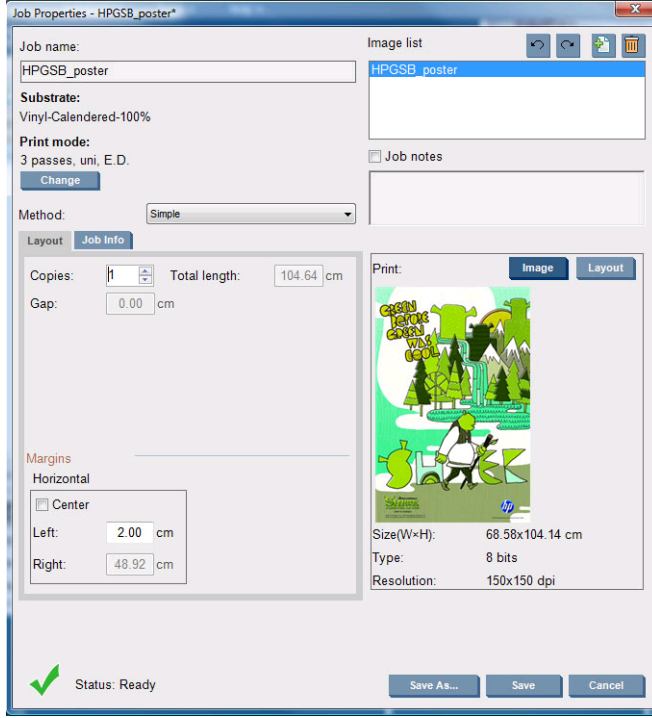 Job Properties - HPGSB_poster*
Job name:
HPGSB_poster
Substrate:
Vinyl-Calendered-100%
Print mode:
3 passes, uni, E.D.
Change
Method:
Simple
Image list
HPGSB_poster
Job notes
Layout
Job Info
Copies:
1
Total length:
104.64 cm
Gap:
0.00 cm
Margins
Horizontal
Center
Left:
2.00 cm
Right:
48.92 cm
Print:
Image
Layout
GREEN
BEFORE
GREEN
WAS
COOL
SHREK
hp
Size(W×H):
68.58x104.14 cm
Type:
8 bits
Resolution:
150x150 dpi
Status: Ready
Save As...
Save
Cancel